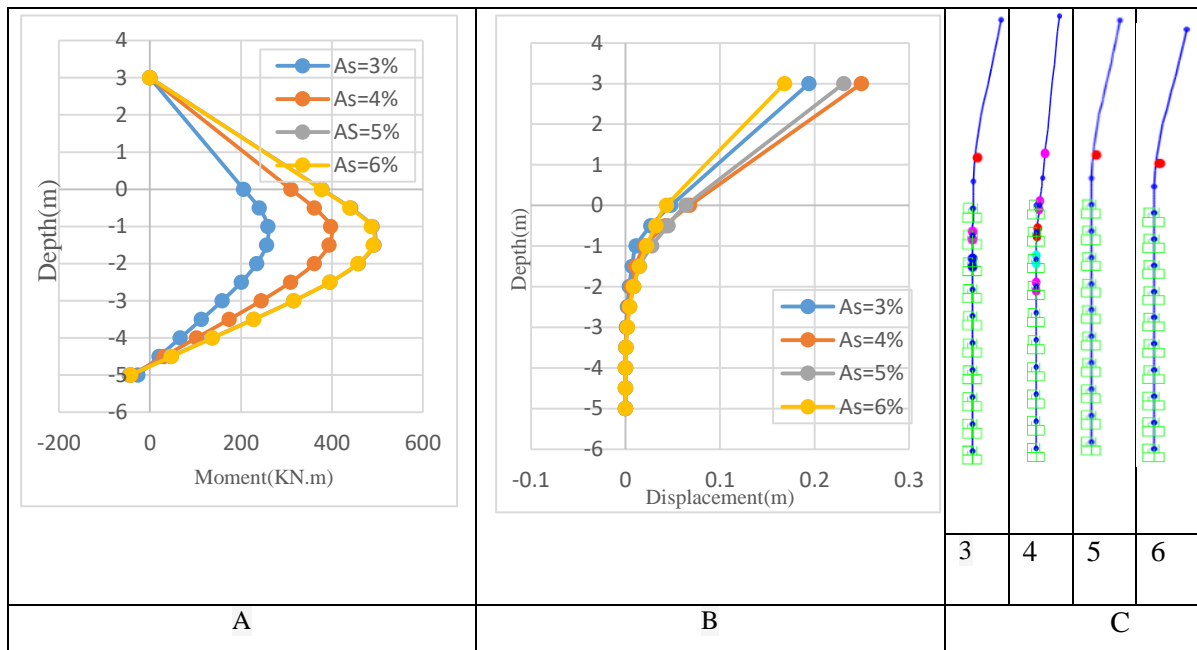 4
3
2
1
0
-1
-2
-3
-4
-5
-6
-200
0
200
400
600
Depth(m)
Moment(KN.m)
As=3%
As=4%
AS=5%
As=6%
4
3
2
1
0
-1
-2
-3
-4
-5
-6
-0.1
0
0.1
0.2
0.3
Depth(m)
Displacement(m)
As=3%
As=4%
As=5%
As=6%
3
4
5
6
A
B
C